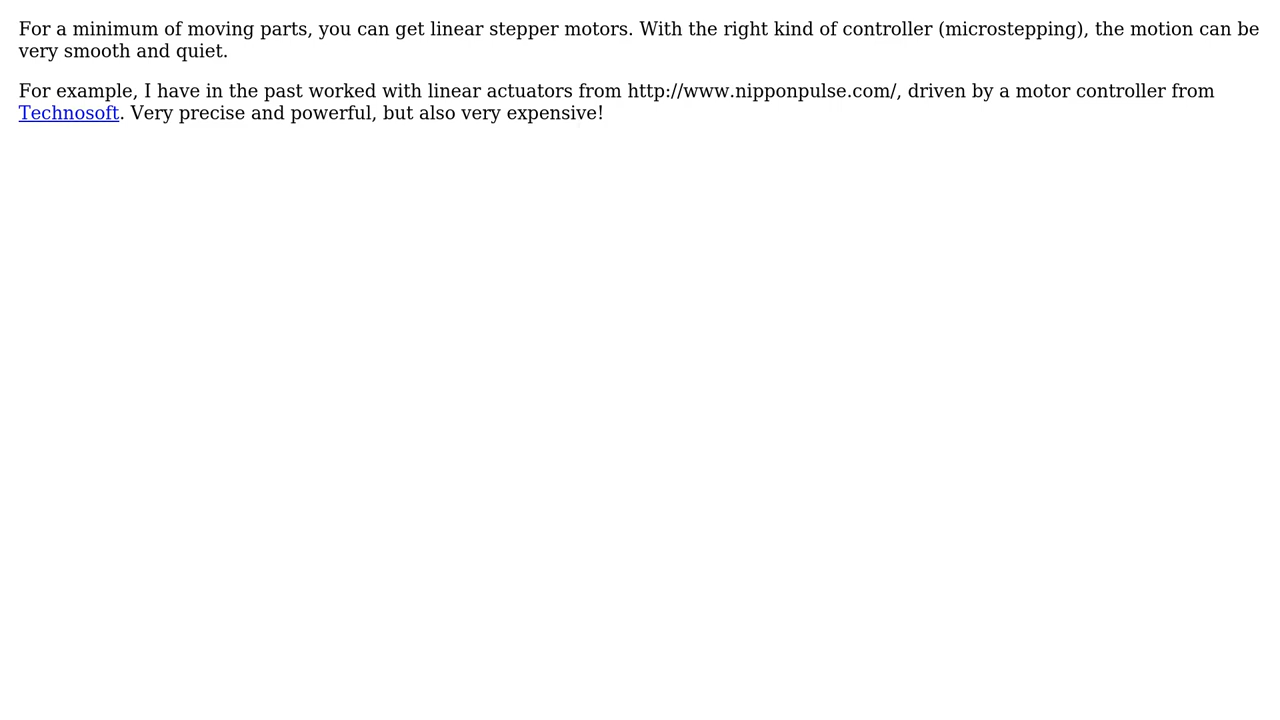 For a minimum of moving parts, you can get linear stepper motors. With the right kind of controller (microstepping), the motion can be
very smooth and quiet.
For example, I have in the past worked with linear actuators from http://www.nipponpulse.com/, driven by a motor controller from
Technosoft. Very precise and powerful, but also very expensive!